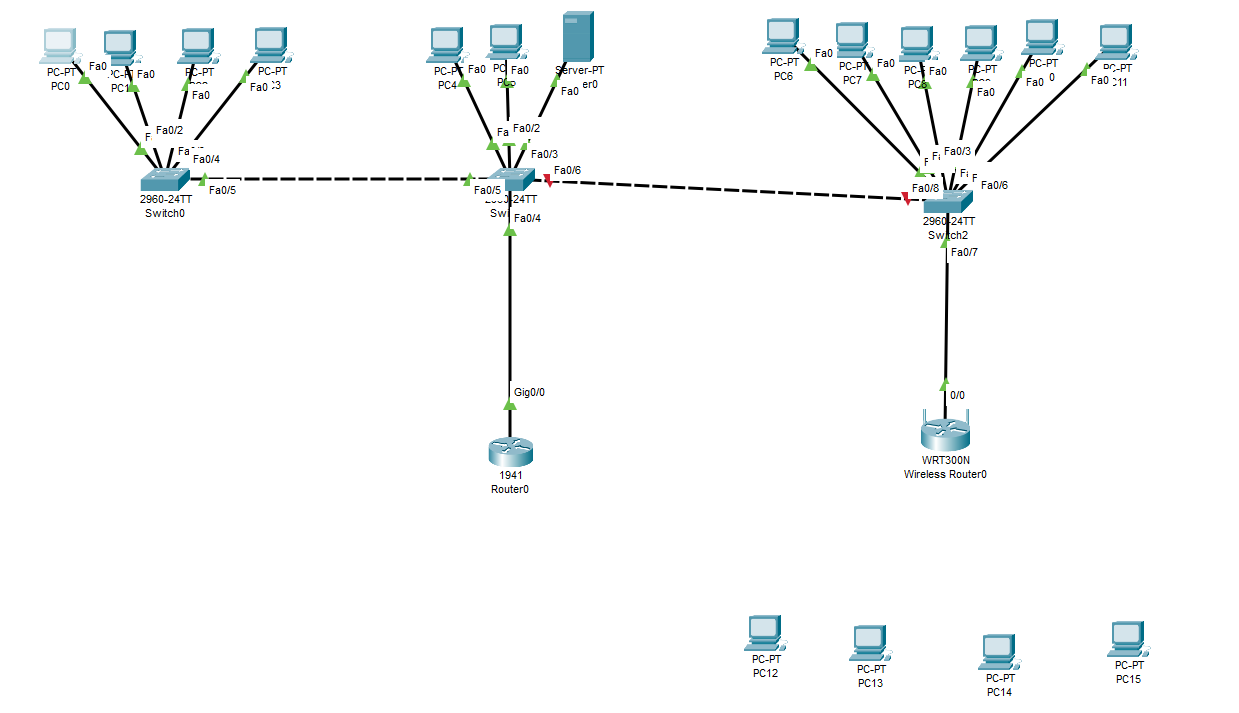 PC-PT
PC0
Fa0
PC1
Fa0
PC-PT
Fa0
PC-PT
Fa0
Fa0/2
Fa0/4
Fa0/5
2960-24TT
Switch0
PC-PT
PC4
Fa0
Fa0
Server-PT
Fa0
Fa0/2
Fa0/3
Fa0/6
Fa0/5
Fa0/4
PC-PT
PC6
Fa0
PC-PT
PC7
Fa0
Fa0
PC-PT
Fa0
PC-PT
Fa0
PC-PT
Fa0
Fa0/3
Fa0/6
Fa0/8
2960-24TT
Switch2
Fa0/7
Gig0/0
1941
Router0
0/0
WRT300N
Wireless Router0
PC-PT
PC12
PC-PT
PC13
PC-PT
PC14
PC-PT
PC15